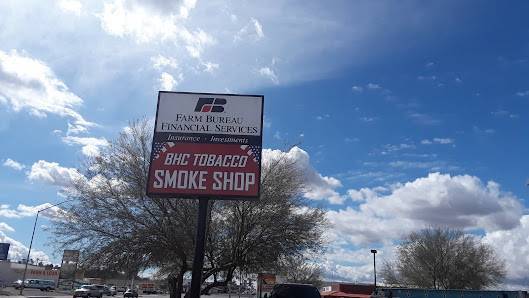 FB
FARM BUREAU
FINANCIAL SERVICES
Insurance · Investments
BHC TOBACCO
SMOKE SHOP